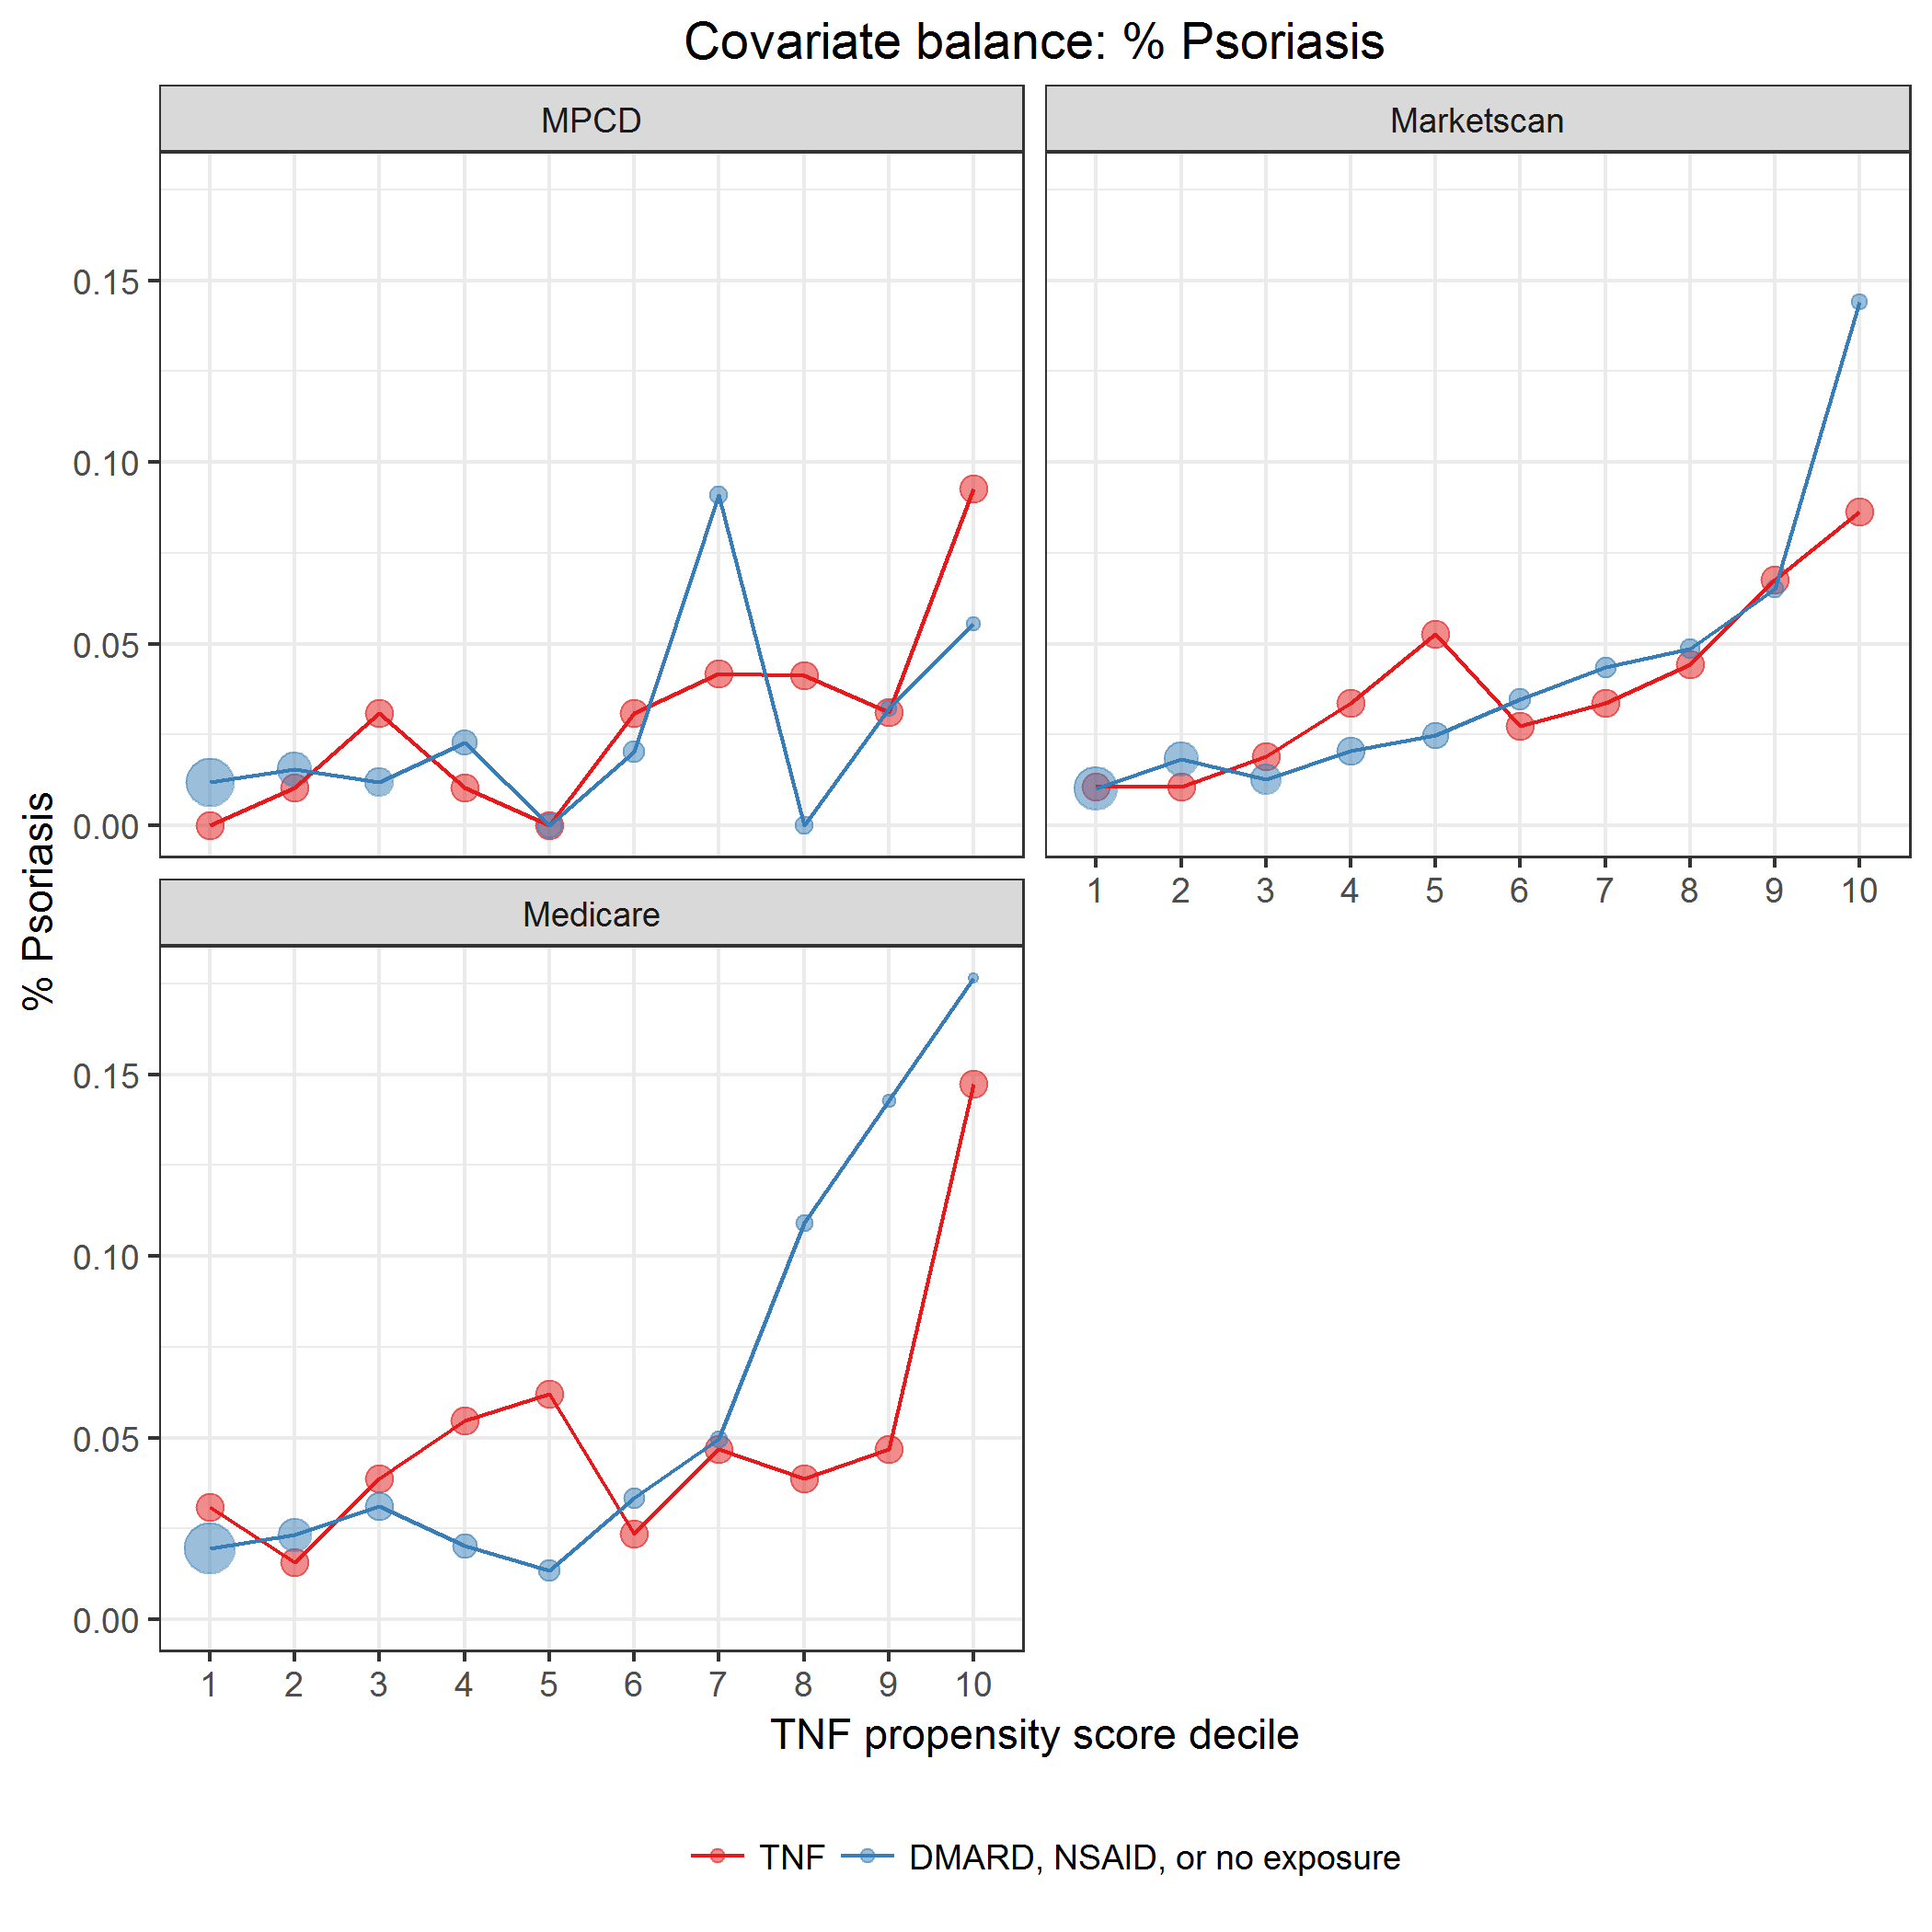 Covariate balance: % Psoriasis
MPCD
Marketscan
0.15
0.10
0.05
0.00
1 2 3 4 5 6 7 8 9 10
Medicare
% Psoriasis
0.15
0.10
0.05
0.00
1 2 3 4 5 6 7 8 9 10
TNF propensity score decile
TNF DMARD, NSAID, or no exposure